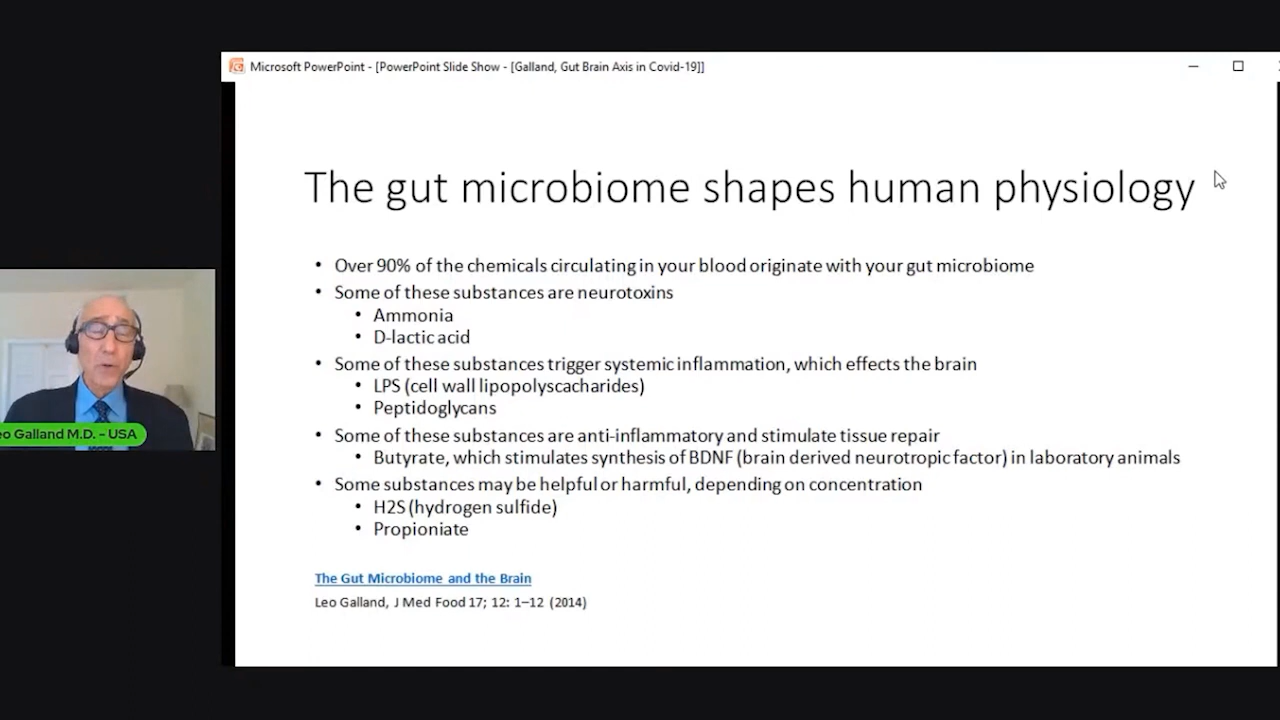 Microsoft PowerPoint - [PowerPoint Slide Show - [Galland, Gut Brain Axis in Covid-19]]
The gut microbiome shapes human physiology
• Over 90% of the chemicals circulating in your blood originate with your gut microbiome
• Some of these substances are neurotoxins
• Ammonia
• D-lactic acid
• Some of these substances trigger systemic inflammation, which effects the brain
• LPS (cell wall lipopolyscacharides)
• Peptidoglycans
• Some of these substances are anti-inflammatory and stimulate tissue repair
• Butyrate, which stimulates synthesis of BDNF (brain derived neurotropic factor) in laboratory animals
• Some substances may be helpful or harmful, depending on concentration
• H2S (hydrogen sulfide)
• Propioniate
The Gut Microbiome and the Brain
Leo Galland, J Med Food 17; 12: 1–12 (2014)
eo Galland M.D. - USA